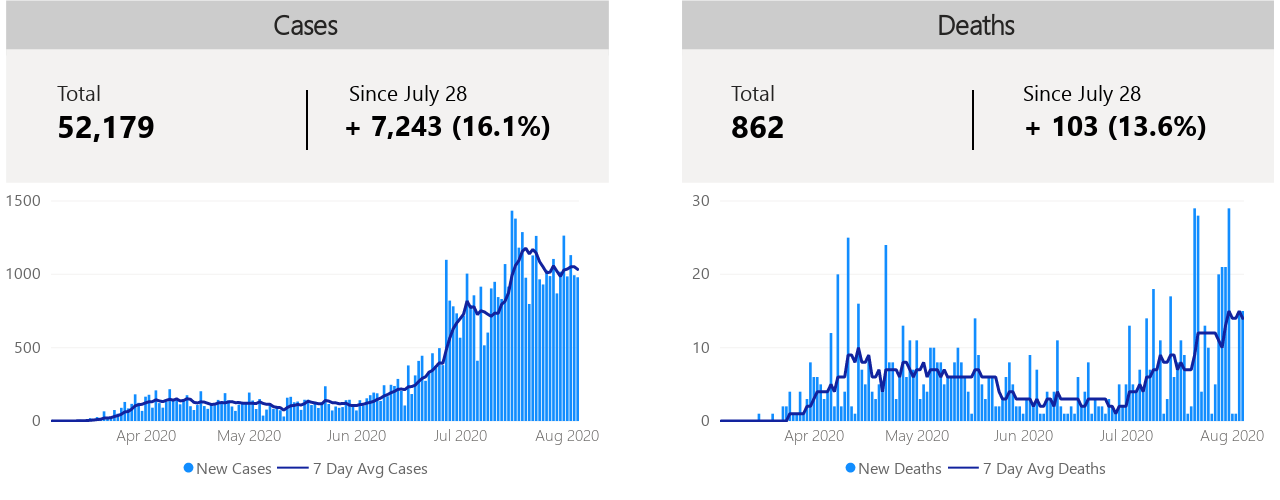 Cases
Total
Since July 28
52,179
+ 7,243 (16.1%)
1500
1000
500
0
Apr 2020
May 2020
Jun 2020
Jul 2020
Aug 2020
New Cases
7 Day Avg Cases
Deaths
Total
Since July 28
862
+ 103 (13.6%)
30
20
10
0
Apr 2020
May 2020
Jun 2020
Jul 2020
Aug 2020
New Deaths
7 Day Avg Deaths